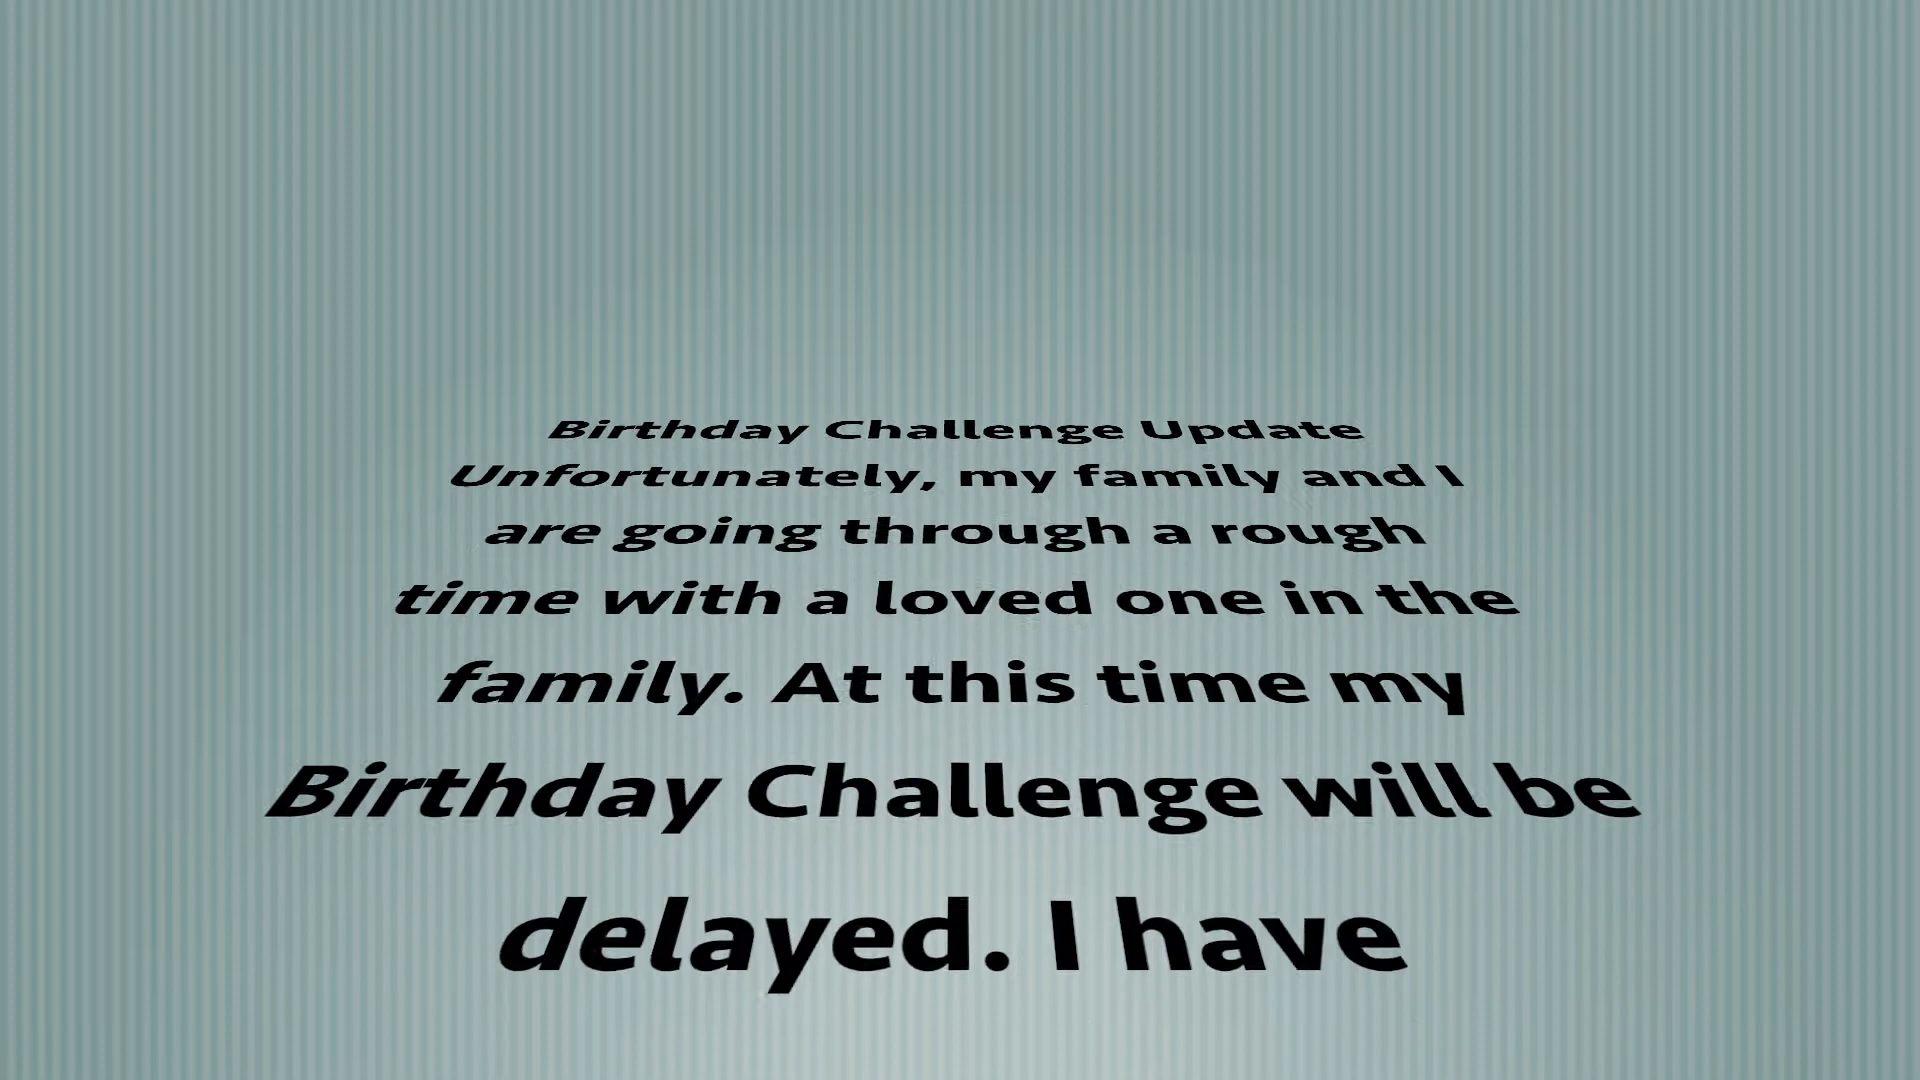 Birthday Challenge Update
Unfortunately, my family and I
are going through a rough
time with a loved one in the
family. At this time my
Birthday Challenge will be
delayed. I have